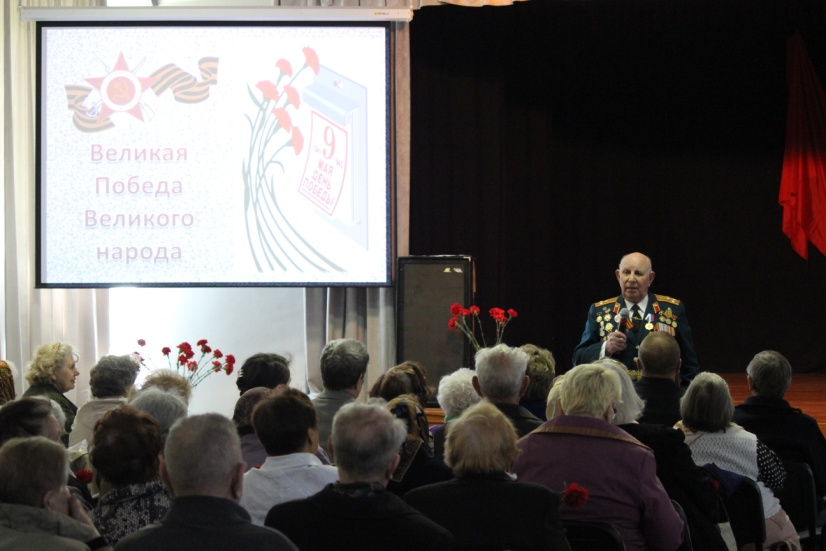 Великая
Победа
Великого
народа
9
МАЯ
ДЕНЬ
ПОБЕДЫ